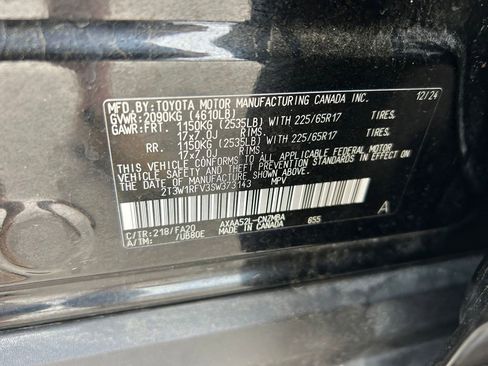 MFD.BY:TOYOTA MOTOR MANUFACTURING CANADA INC. 12/24
GVWR:2090KG (4610LB)
GAWR:FRT. 1150KG (2535LB) WITH 225/65R17 TIRES,
17x7.0J RIMS,
RR. 1150KG (2535LB) WITH 225/65R17 TIRES,
17x7.0J RIMS,
THIS VEHICLE CONFORMS TO ALL APPLICABLE FEDERAL MOTOR
VEHICLE SAFETY AND THEFT PREVENTION STANDARDS IN
EFFECT ON THE DATE OF MANUFACTURE SHOWN ABOVE.
2T3W1RFV3SW373143 MPV
AXAA52L-CNZMBA 655
C/TR:218/FA20 A
A/TM: /U680E MADE IN CANADA